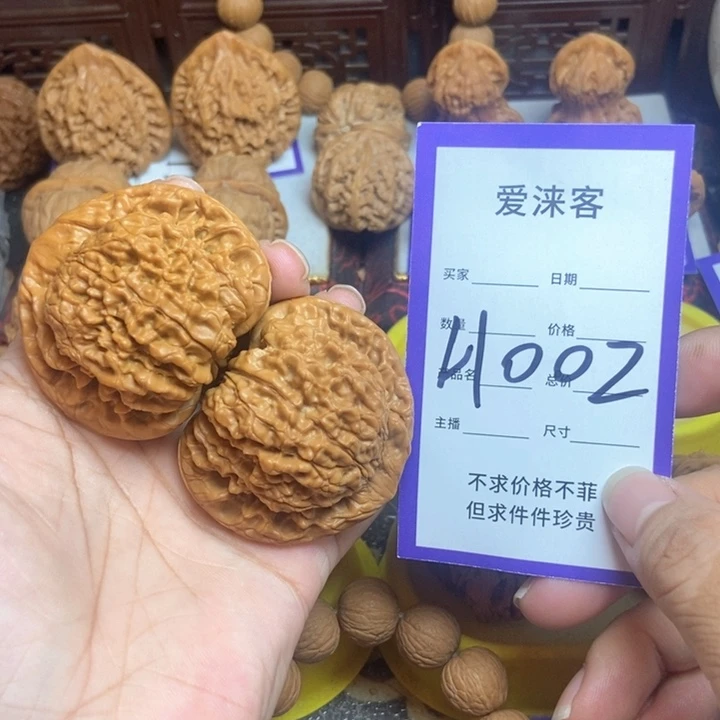 爱涞客
买家 日期
数量 价格
4002
产品名 总价
主播 尺寸
不求价格不菲
但求件件珍贵